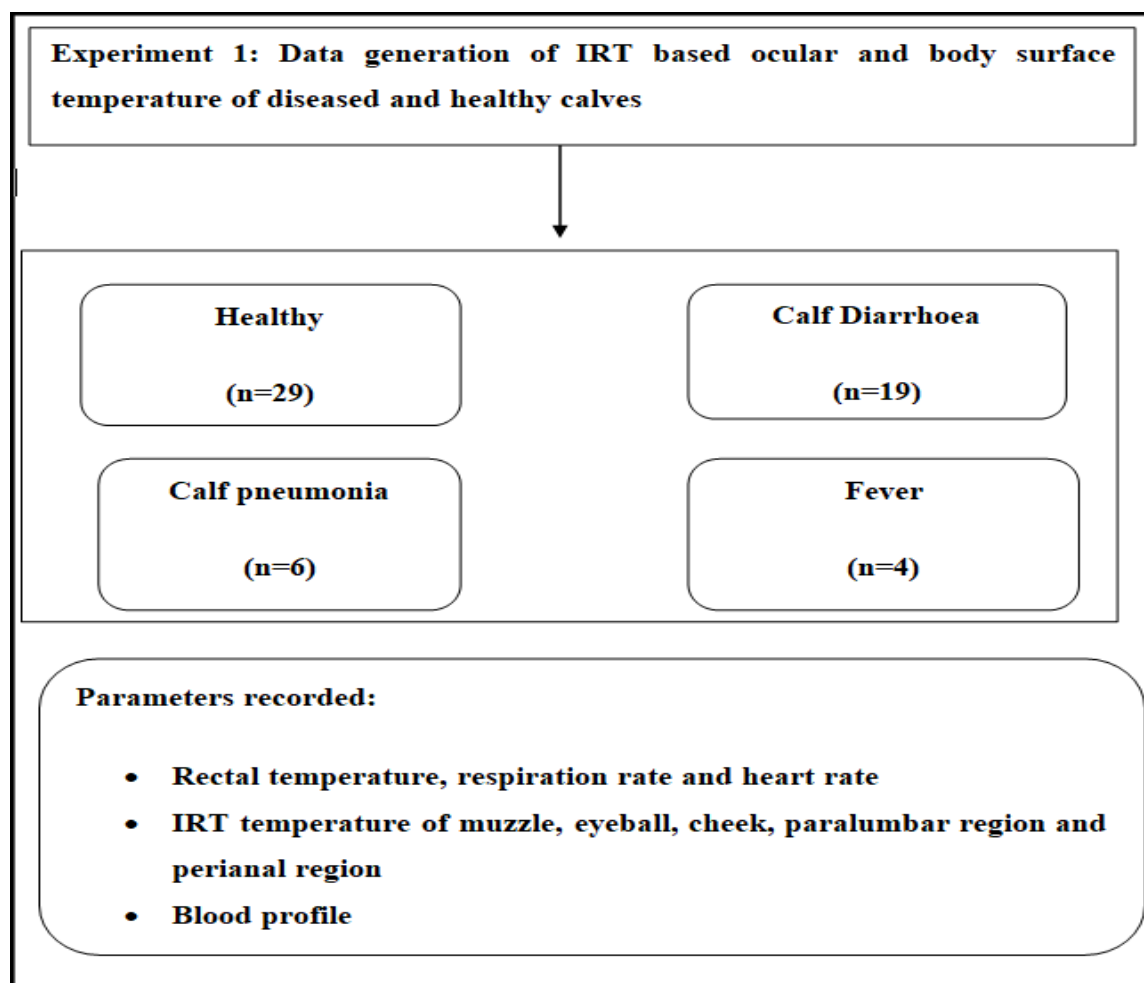 Experiment 1: Data generation of IRT based ocular and body surface
temperature of diseased and healthy calves
Healthy
(n=29)
Calf Diarrhoea
(n=19)
Calf pneumonia
(n=6)
Fever
(n=4)
Parameters recorded:
• Rectal temperature, respiration rate and heart rate
• IRT temperature of muzzle, eyeball, cheek, paralumbar region and
perianal region
• Blood profile